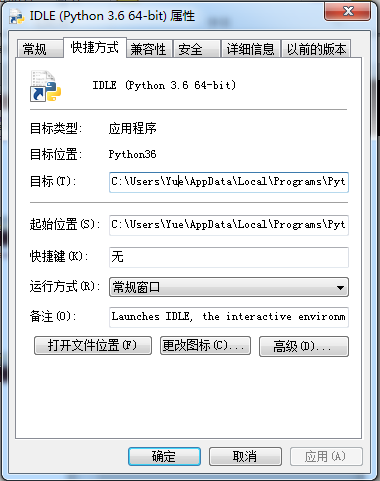 IDLE (Python 3.6 64-bit) 属性
常规 快捷方式 兼容性 安全 详细信息 以前的版本
IDLE (Python 3.6 64-bit)
目标类型: 应用程序
目标位置: Python36
目标(T): C:\Users\Yue\AppData\Local\Programs\Pyt
起始位置(S): C:\Users\Yue\AppData\Local\Programs\Pyt
快捷键(K): 无
运行方式(R): 常规窗口
备注(O): Launches IDLE, the interactive environm
打开文件位置(F) 更改图标(C)... 高级(D)...
确定 取消 应用(A)